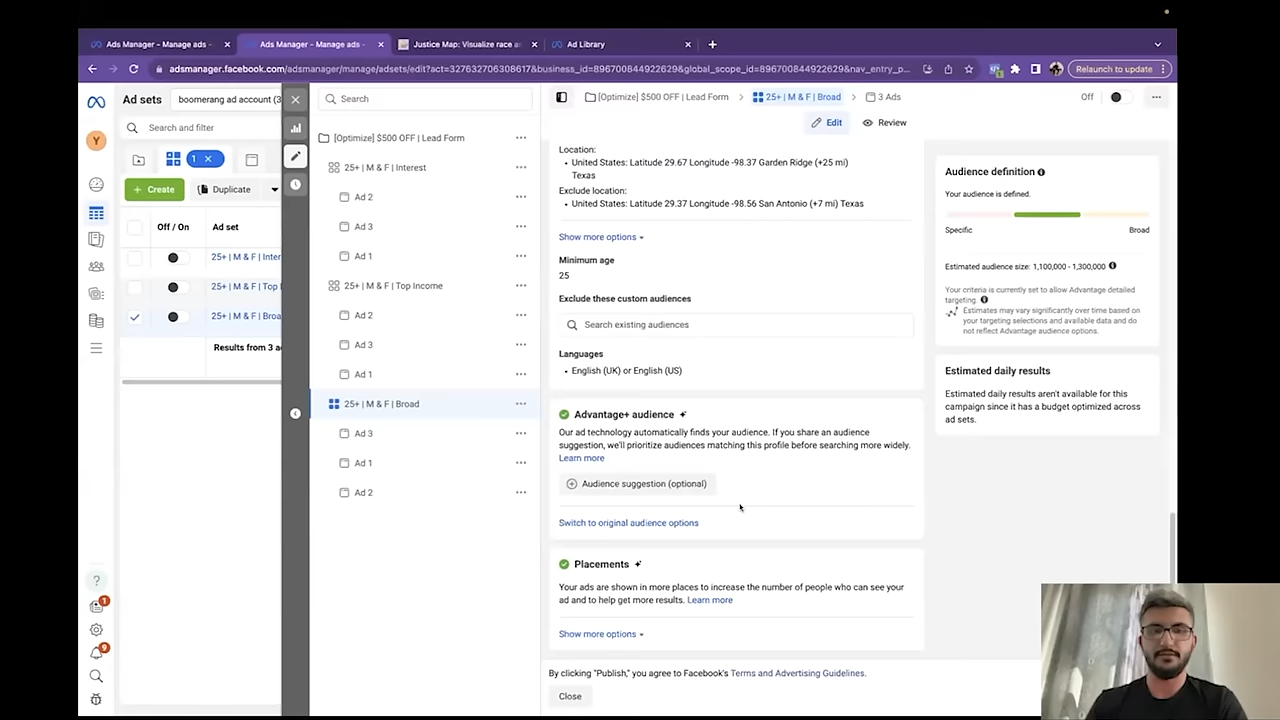 Ads Manager - Manage ads -
Ads Manager - Manage ads -
Justice Map: Visualize race a
Ad Library
adsmanager.facebook.com/adsmanager/manage/adsets/edit?act=327632706308617&business_id=896700844922629&global_scope_id=896700844922629&nav_entry_p...
Relaunch to update
Ad sets
boomerang ad account (3
Search and filter
1
Create
Duplicate
Off / On
Ad set
25+ | M & F | Inter
25+ | M & F | Top I
25+ | M & F | Broa
Results from 3 a
?
1
9
Y
Search
[Optimize] $500 OFF | Lead Form
25+ | M & F | Interest
Ad 2
Ad 3
Ad 1
25+ | M & F | Top Income
Ad 2
Ad 3
Ad 1
25+ | M & F | Broad
Ad 3
Ad 1
Ad 2
[Optimize] $500 OFF | Lead Form
25+ | M & F | Broad
3 Ads
Off
Edit
Review
Location:
United States: Latitude 29.67 Longitude -98.37 Garden Ridge (+25 mi)
Texas
Exclude location:
United States: Latitude 29.37 Longitude -98.56 San Antonio (+7 mi) Texas
Show more options
Minimum age
25
Exclude these custom audiences
Search existing audiences
Languages
English (UK) or English (US)
Advantage+ audience
Our ad technology automatically finds your audience. If you share an audience
suggestion, we'll prioritize audiences matching this profile before searching more widely.
Learn more
Audience suggestion (optional)
Switch to original audience options
Placements
Your ads are shown in more places to increase the number of people who can see your
ad and to help get more results. Learn more
Show more options
By clicking "Publish," you agree to Facebook's Terms and Advertising Guidelines.
Close
Audience definition
Your audience is defined.
Specific
Broad
Estimated audience size: 1,100,000 - 1,300,000
Your criteria is currently set to allow Advantage detailed
targeting.
Estimates may vary significantly over time based on
your targeting selections and available data and do
not reflect Advantage audience options.
Estimated daily results
Estimated daily results aren't available for this
campaign since it has a budget optimized across
ad sets.